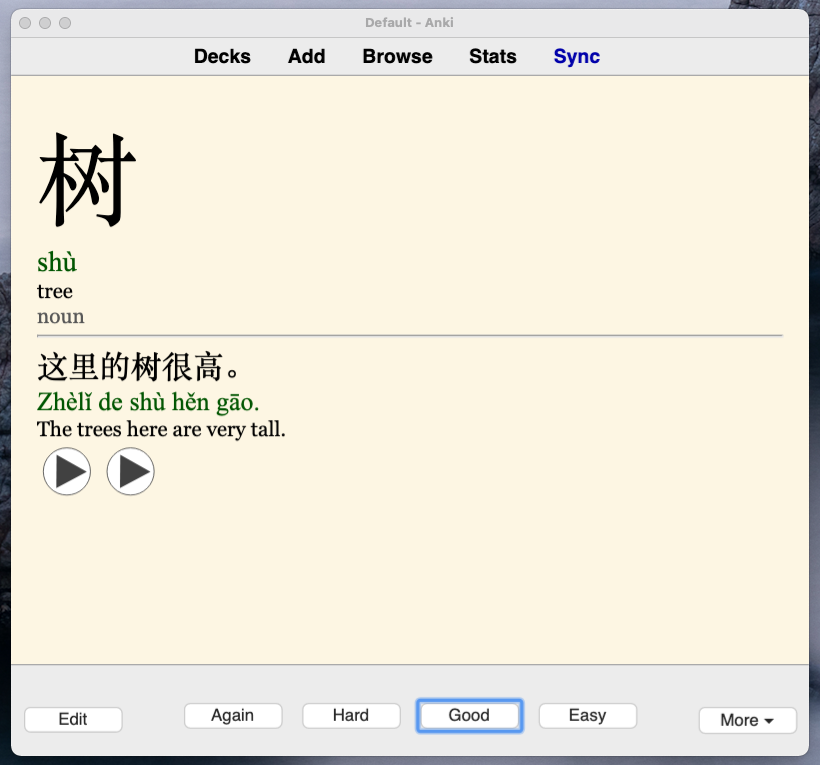 Default - Anki
Decks Add Browse Stats Sync
树
shù
tree
noun
这里的树很高。
Zhèlǐ de shù hěn gāo.
The trees here are very tall.
Edit Again Hard Good Easy More